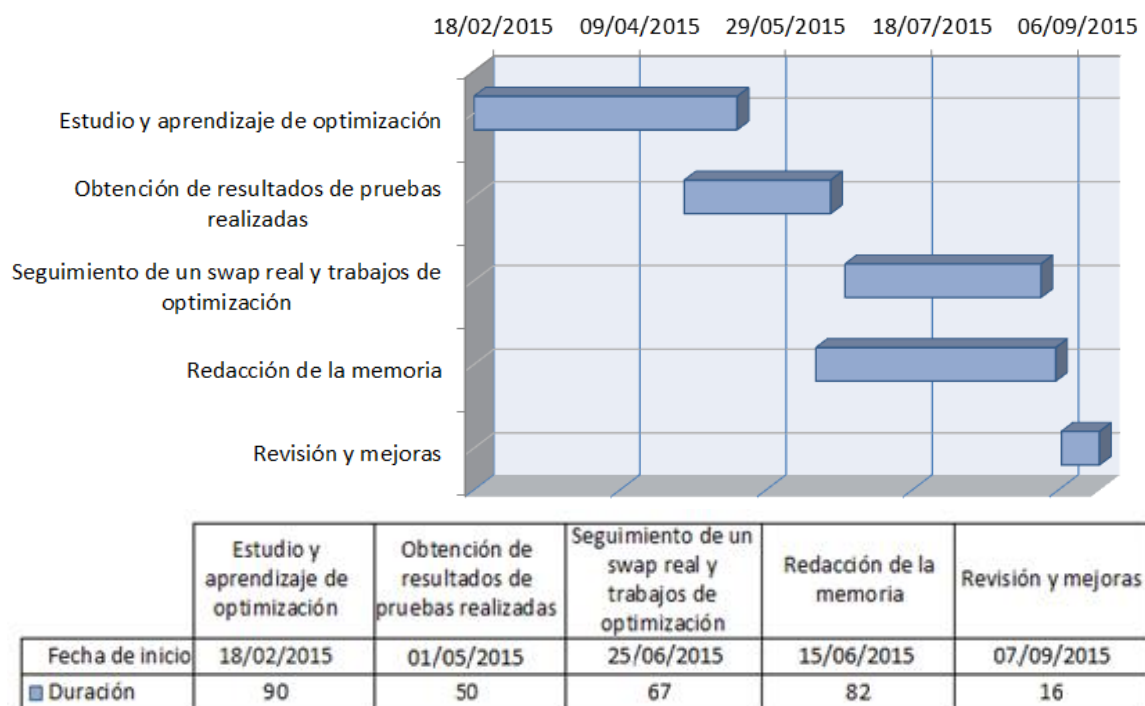 18/02/2015 09/04/2015 29/05/2015 18/07/2015 06/09/2015
Estudio y aprendizaje de optimización
Obtención de resultados de pruebas
realizadas
Seguimiento de un swap real y trabajos de
optimización
Redacción de la memoria
Revisión y mejoras
Estudio y
aprendizaje de
optimización
Obtención de
resultados de
pruebas realizadas
Seguimiento de un
swap real y
trabajos de
optimización
Redacción de la
memoria
Revisión y mejoras
Fecha de inicio 18/02/2015 01/05/2015 25/06/2015 15/06/2015 07/09/2015
Duración 90 50 67 82 16